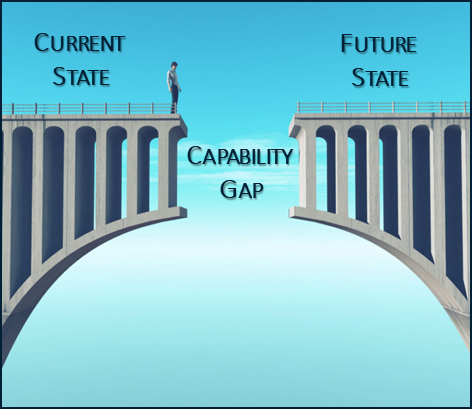 Current
State
Future
State
Capability
Gap